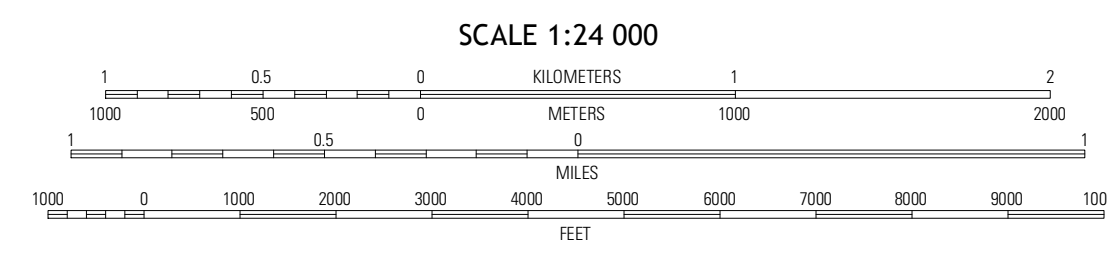 SCALE 1:24 000
1 0.5 0 KILOMETERS 1 2
1000 500 0 METERS 1000 2000
1 0.5 0 1
MILES
1000 0 1000 2000 3000 4000 5000 6000 7000 8000 9000 100
FEET